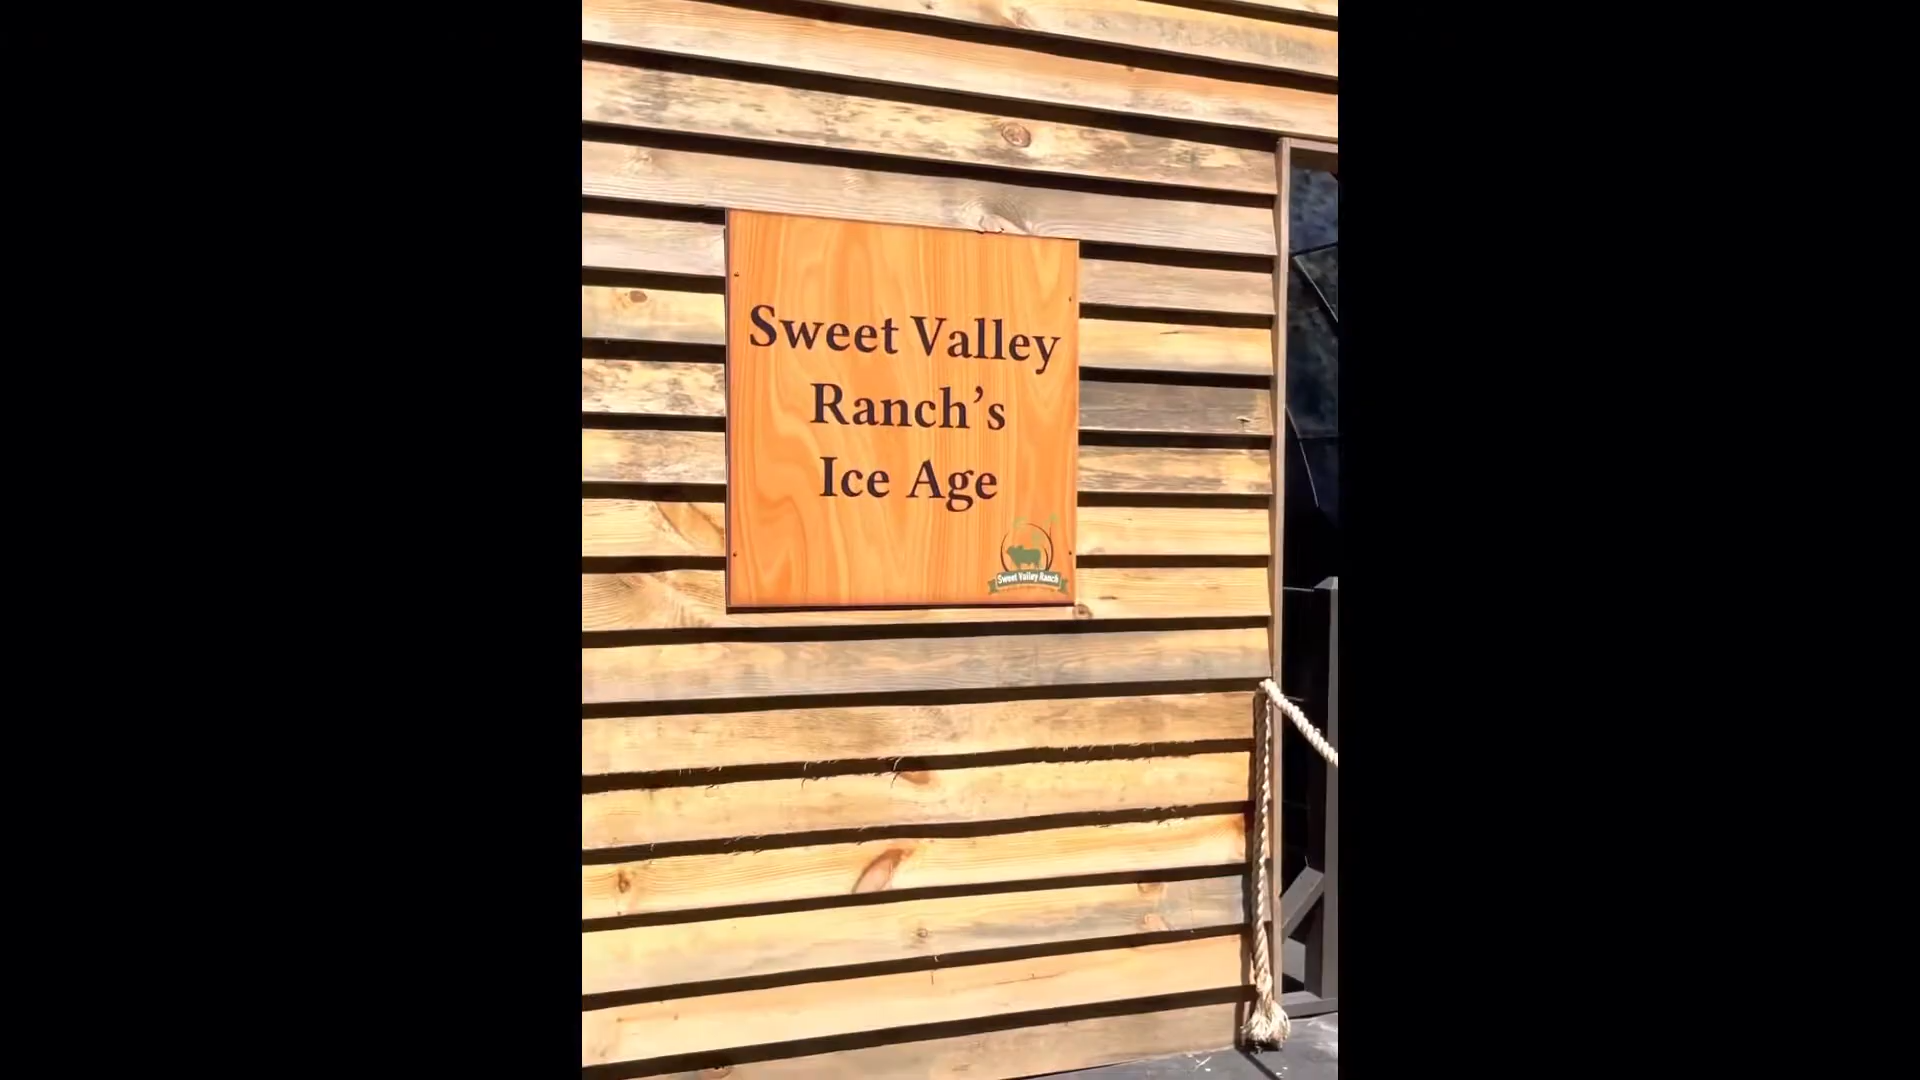 Sweet Valley
Ranch’s
Ice Age
Sweet Valley Ranch